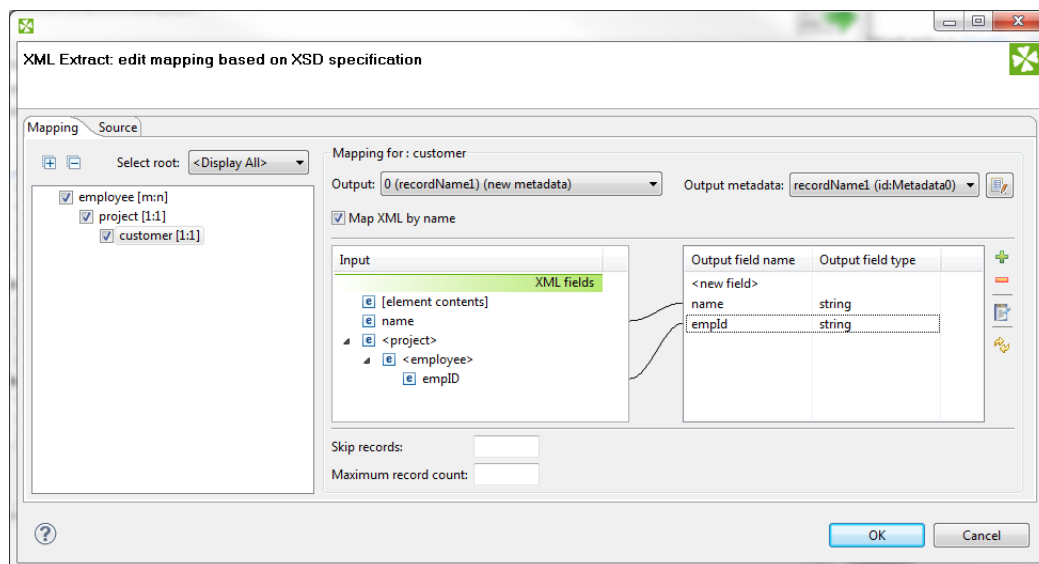 XML Extract: edit mapping based on XSD specification
Mapping Source
Select root: <Display All>
employee [m:n]
project [1:1]
customer [1:1]
Mapping for : customer
Output: 0 (recordName1) (new metadata) Output metadata: recordName1 (id:Metadata0)
Map XML by name
Input
XML fields
e [element contents]
e name
e <project>
e <employee>
e empID
Output field name Output field type
<new field>
name string
empId string
Skip records:
Maximum record count:
? OK Cancel